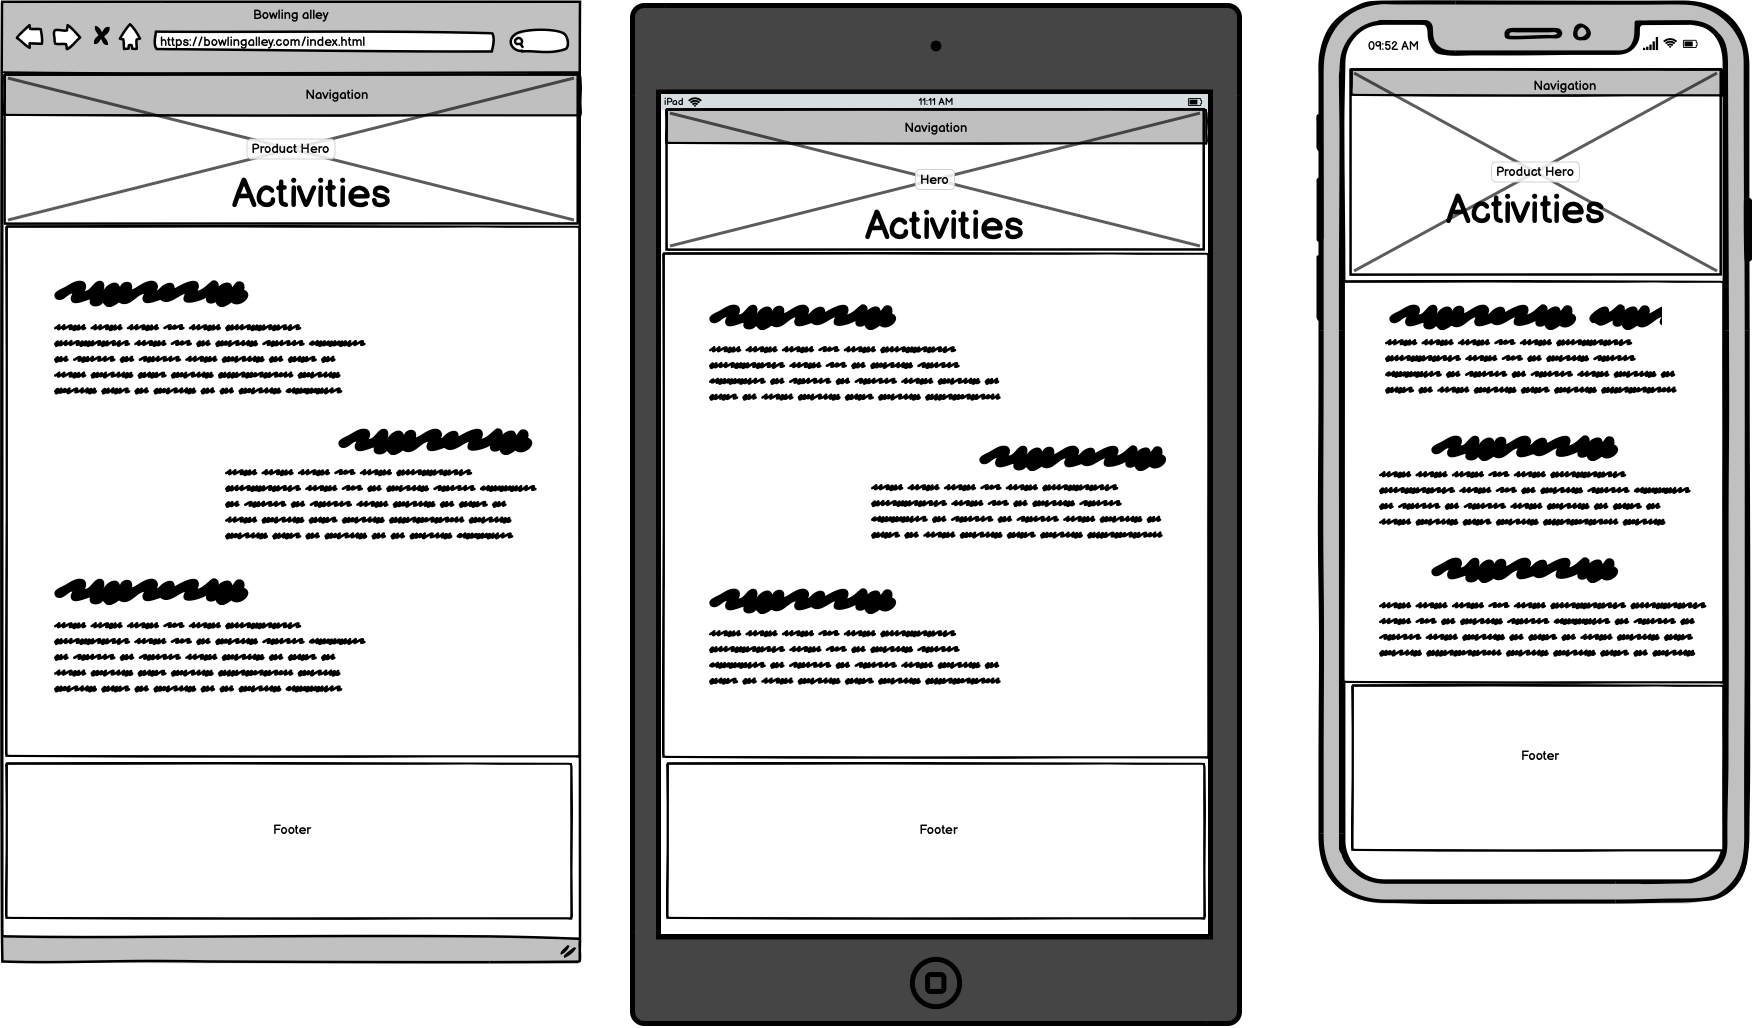 Bowling alley
https://bowlingalley.com/index.html
Navigation
Product Hero
Activities
Footer
iPad
11:11 AM
Navigation
Hero
Activities
Footer
09:52 AM
Navigation
Product Hero
Activities
Footer